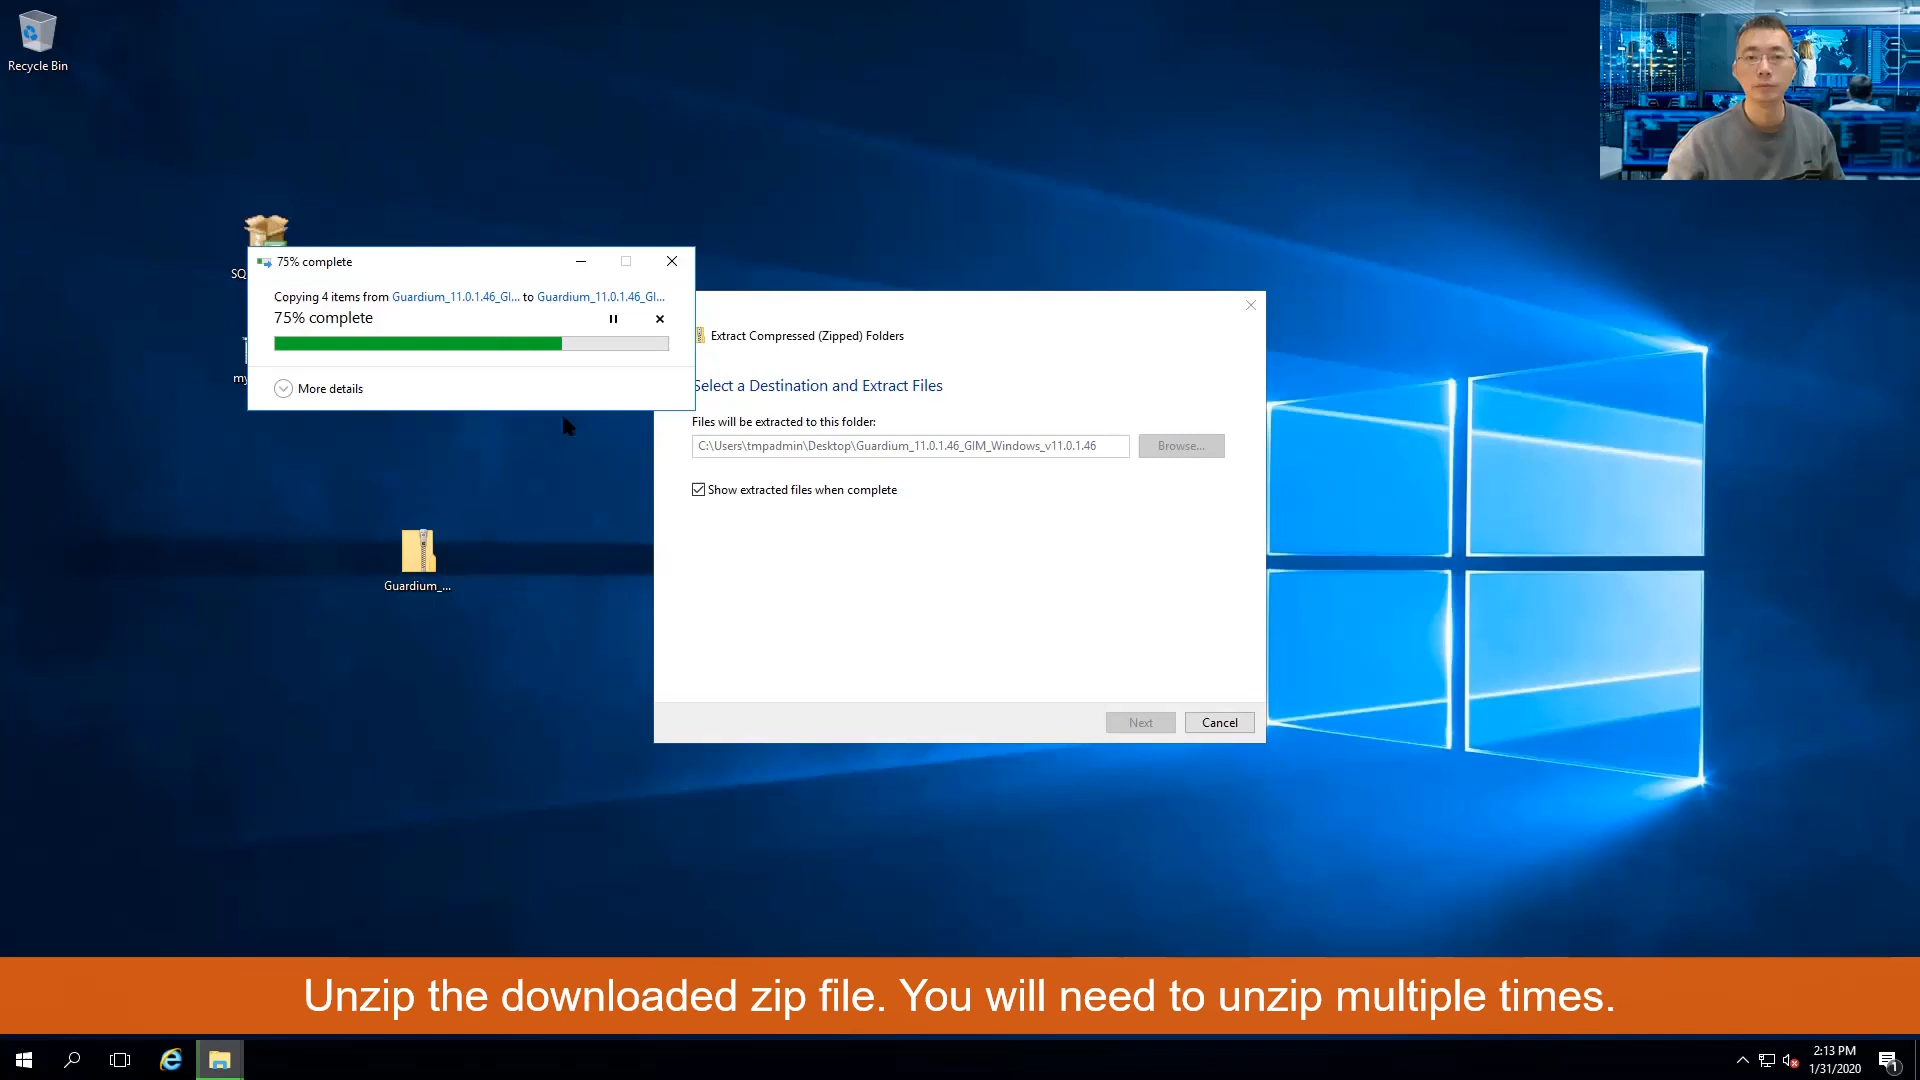 Recycle Bin
SQ
75% complete
Copying 4 items from Guardium_11.0.1.46_GI... to Guardium_11.0.1.46_GI...
75% complete
More details
my
Extract Compressed (Zipped) Folders
Select a Destination and Extract Files
Files will be extracted to this folder:
C:\Users\tmpadmin\Desktop\Guardium_11.0.1.46_GIM_Windows_v11.0.1.46
Browse...
Show extracted files when complete
Next
Cancel
Guardium_...
Unzip the downloaded zip file. You will need to unzip multiple times.
2:13 PM
1/31/2020
1